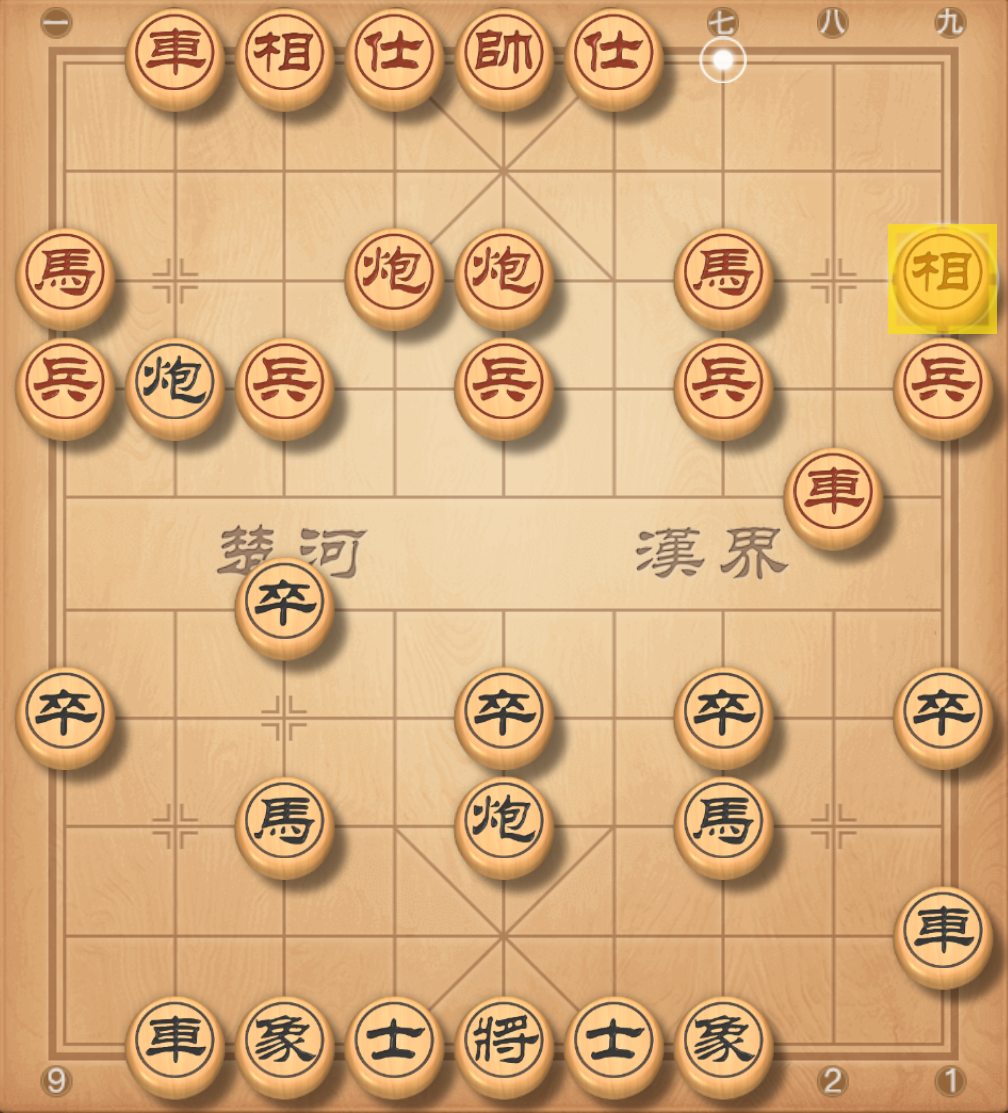 一 七 八 九
車 相 仕 帥 仕
馬 炮 炮 馬 相
兵 炮 兵 兵 兵 兵
車
楚河 漢界
卒
卒 卒 卒 卒
馬 炮 馬
車
車 象 士 將 士 象
9 2 1